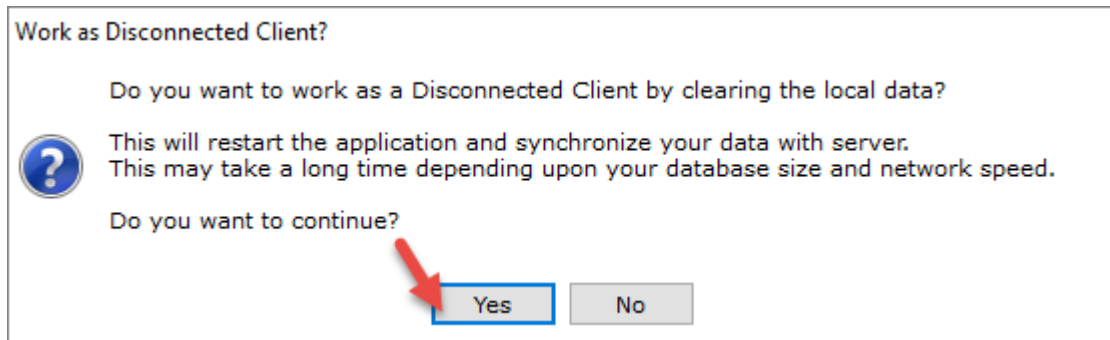 Work as Disconnected Client?
Do you want to work as a Disconnected Client by clearing the local data?
This will restart the application and synchronize your data with server.
This may take a long time depending upon your database size and network speed.
Do you want to continue?
Yes
No